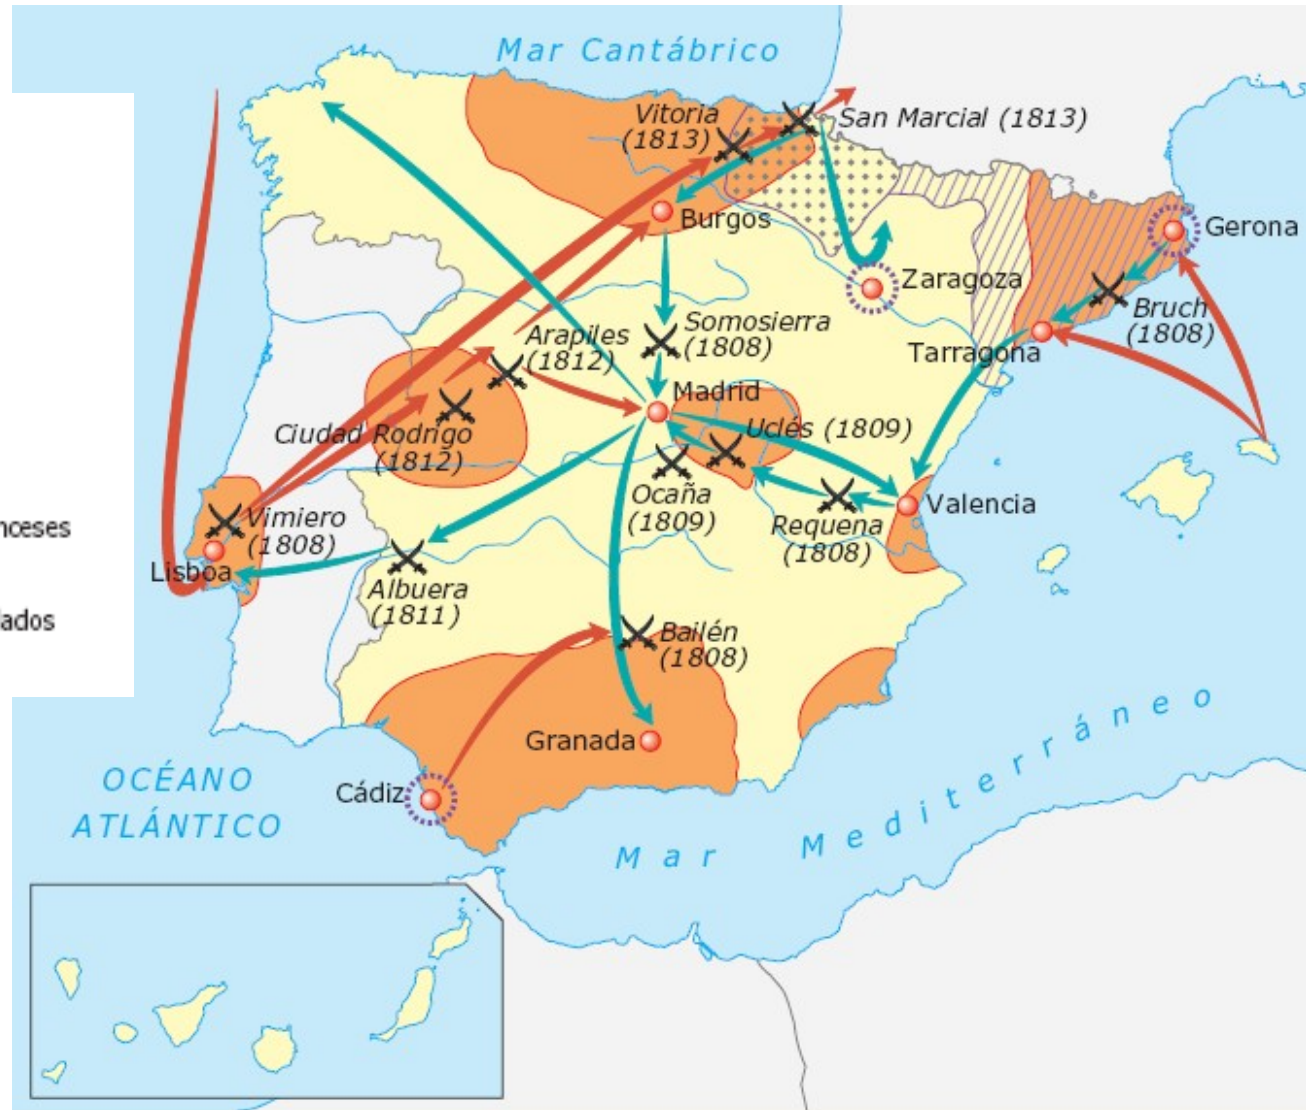 Mar Cantábrico
Vitoria
(1813)
San Marcial (1813)
Burgos
Gerona
Zaragoza
Bruch
(1808)
Somosierra
(1808)
Arapiles
(1812)
Tarragona
Madrid
Ciudad Rodrigo
(1812)
Uclés (1809)
Ocaña
(1809)
Requena
(1808)
Valencia
nceses
Vimiero
(1808)
Lisboa
Albuera
(1811)
ados
Bailén
(1808)
Granada
Cádiz
OCÉANO
ATLÁNTICO
Mar Mediterráneo